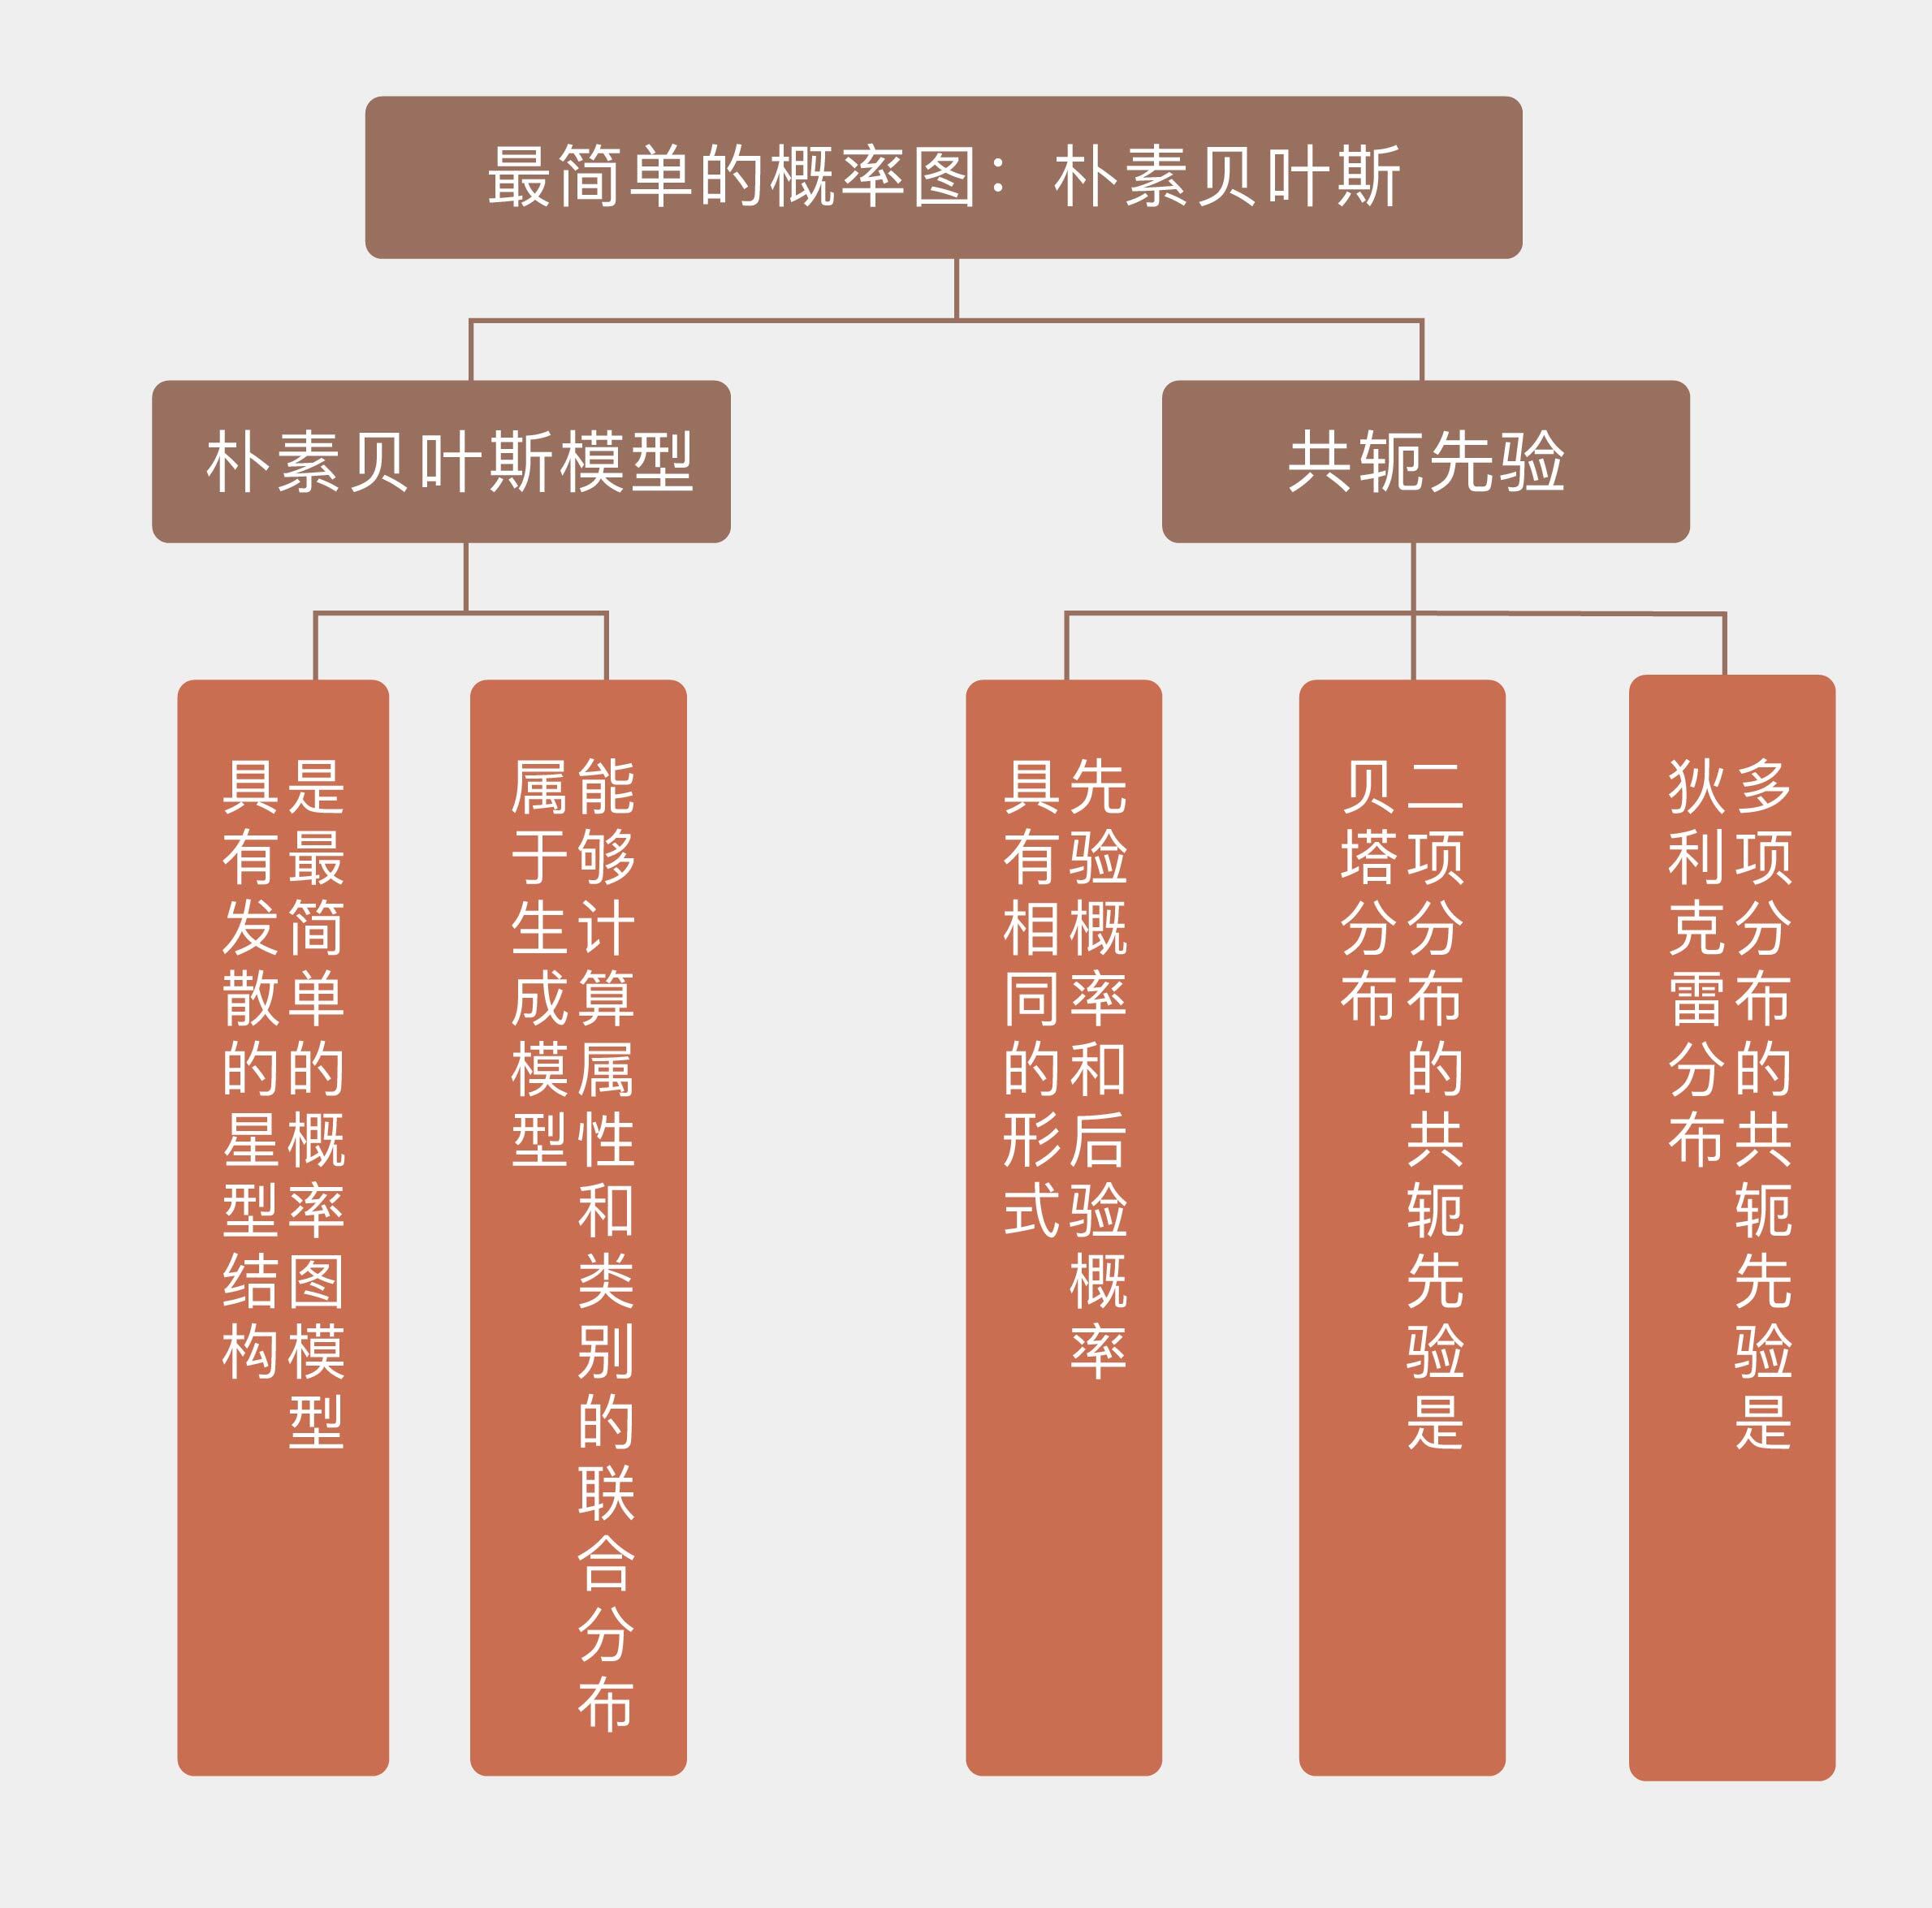 最简单的概率图：朴素贝叶斯
朴素贝叶斯模型
共轭先验
是最简单的概率图模型
具有发散的星型结构
能够计算属性和类别的联合分布
属于生成模型
先验概率和后验概率
具有相同的形式
二项分布的共轭先验是
贝塔分布
多项分布的共轭先验是
狄利克雷分布